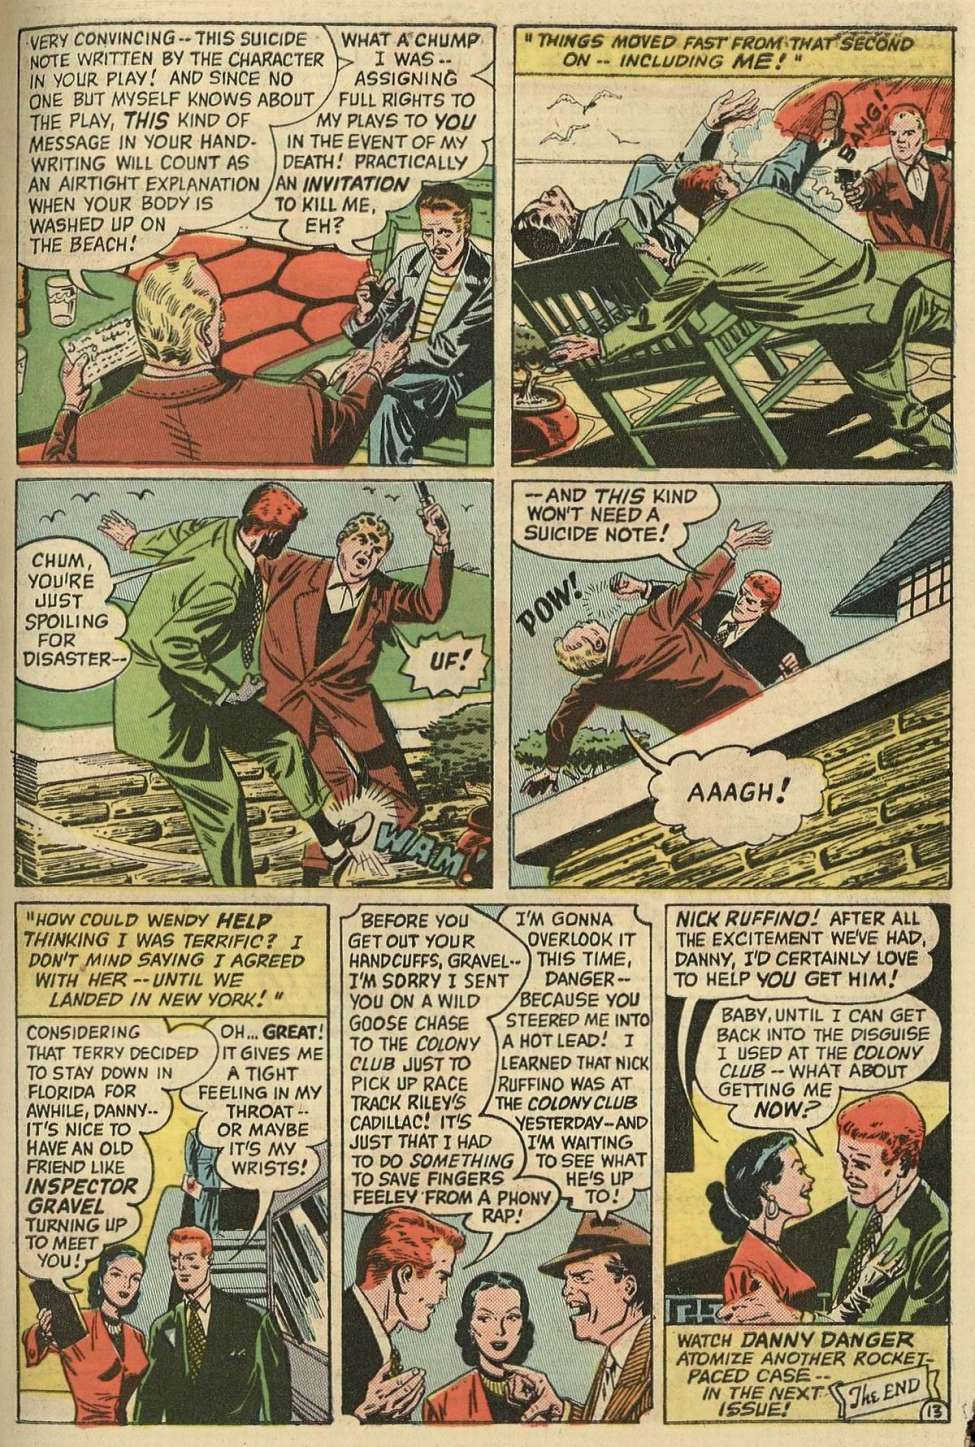 VERY CONVINCING -- THIS SUICIDE
NOTE WRITTEN BY THE CHARACTER
IN YOUR PLAY! AND SINCE NO
ONE BUT MYSELF KNOWS ABOUT
THE PLAY, THIS KIND OF
MESSAGE IN YOUR HAND-
WRITING WILL COUNT AS
AN AIRTIGHT EXPLANATION
WHEN YOUR BODY IS
WASHED UP ON
THE BEACH!
WHAT A CHUMP
I WAS --
ASSIGNING
FULL RIGHTS TO
MY PLAYS TO YOU
IN THE EVENT OF MY
DEATH! PRACTICALLY
AN INVITATION
TO KILL ME,
EH?
"THINGS MOVED FAST FROM THAT SECOND
ON -- INCLUDING ME!"
BANG!
CHUM,
YOU'RE
JUST
SPOILING
FOR
DISASTER--
UF!
WAM!
--AND THIS KIND
WON'T NEED A
SUICIDE NOTE!
POW!
AAAGH!
"HOW COULD WENDY HELP
THINKING I WAS TERRIFIC? I
DON'T MIND SAYING I AGREED
WITH HER -- UNTIL WE
LANDED IN NEW YORK!"
CONSIDERING
THAT TERRY DECIDED
TO STAY DOWN IN
FLORIDA FOR
AWHILE, DANNY--
IT'S NICE TO
HAVE AN OLD
FRIEND LIKE
INSPECTOR
GRAVEL
TURNING UP
TO MEET
YOU!
OH... GREAT!
IT GIVES ME
A TIGHT
FEELING IN MY
THROAT --
OR MAYBE
IT'S MY
WRISTS!
BEFORE YOU
GET OUT YOUR
HANDCUFFS, GRAVEL--
I'M SORRY I SENT
YOU ON A WILD
GOOSE CHASE
TO THE COLONY
CLUB JUST TO
PICK UP RACE
TRACK RILEY'S
CADILLAC! IT'S
JUST THAT I HAD
TO DO SOMETHING
TO SAVE FINGERS
FEELEY FROM A PHONY
RAP!
I'M GONNA
OVERLOOK IT
THIS TIME,
DANGER--
BECAUSE YOU
STEERED ME INTO
A HOT LEAD! I
LEARNED THAT NICK
RUFFINO WAS AT
THE COLONY CLUB
YESTERDAY--AND
I'M WAITING
TO SEE WHAT
HE'S UP
TO!
NICK RUFFINO! AFTER ALL
THE EXCITEMENT WE'VE HAD,
DANNY, I'D CERTAINLY LOVE
TO HELP YOU GET HIM!
BABY, UNTIL I CAN GET
BACK INTO THE DISGUISE
I USED AT THE COLONY
CLUB -- WHAT ABOUT
GETTING ME
NOW?
WATCH DANNY DANGER
ATOMIZE ANOTHER ROCKET-
PACED CASE --
IN THE NEXT
ISSUE!
The END
13